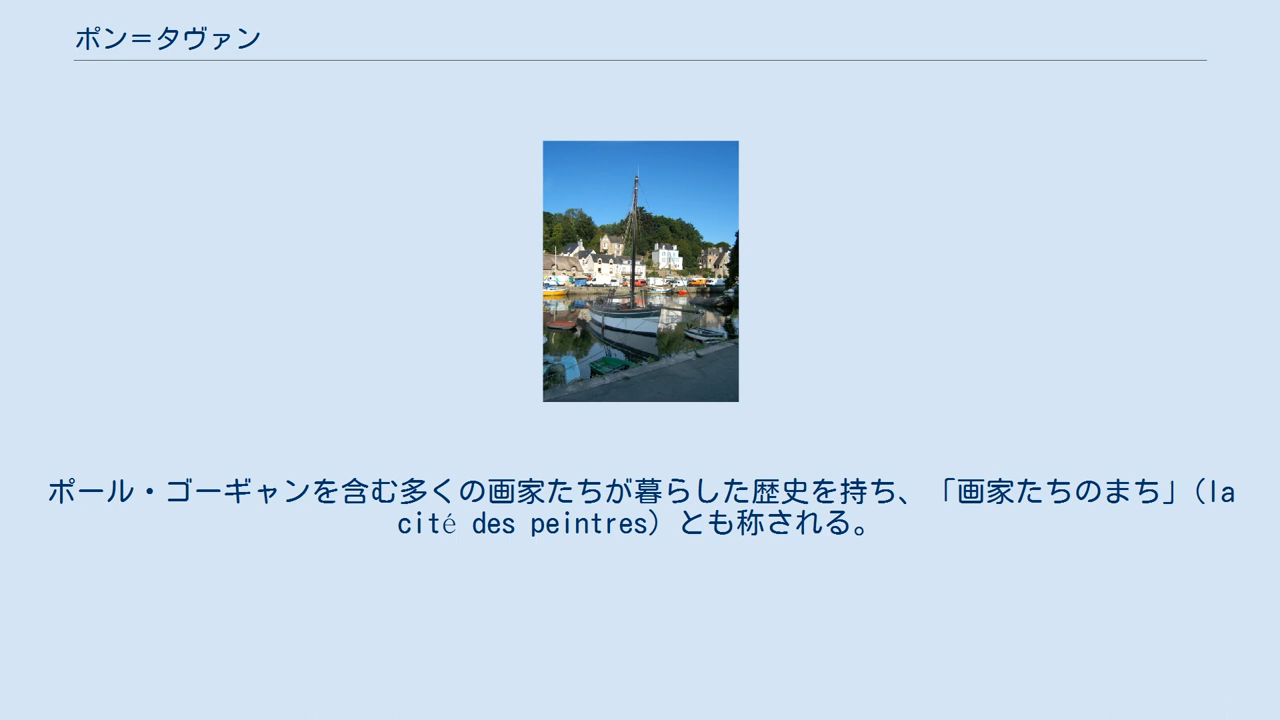 ポン＝タヴァン
ポール・ゴーギャンを含む多くの画家たちが暮らした歴史を持ち、「画家たちのまち」(la
cité des peintres) とも称される。